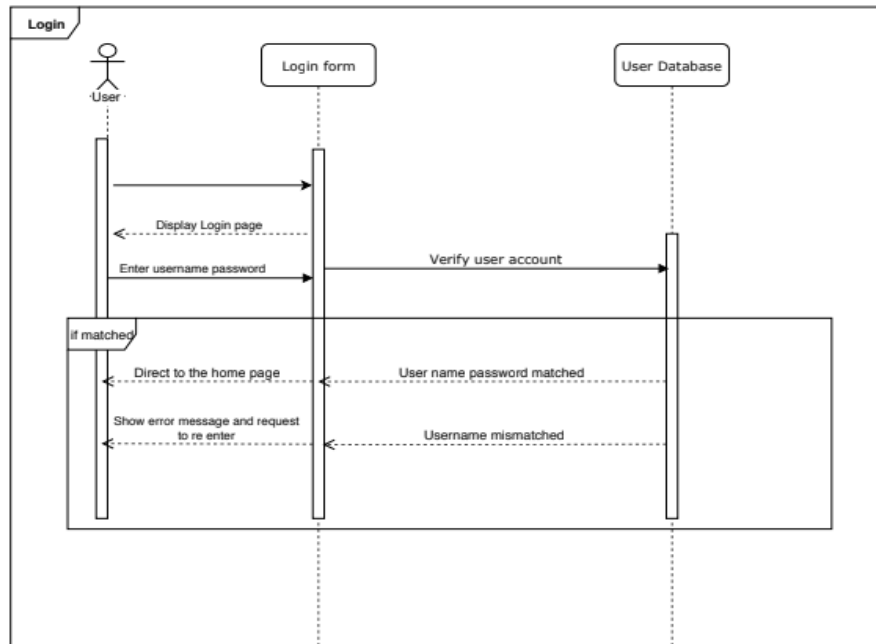 Login
Login form
User Database
User
Display Login page
Verify user account
Enter username password
if matched
Direct to the home page
User name password matched
Show error message and request
to re enter
Username mismatched